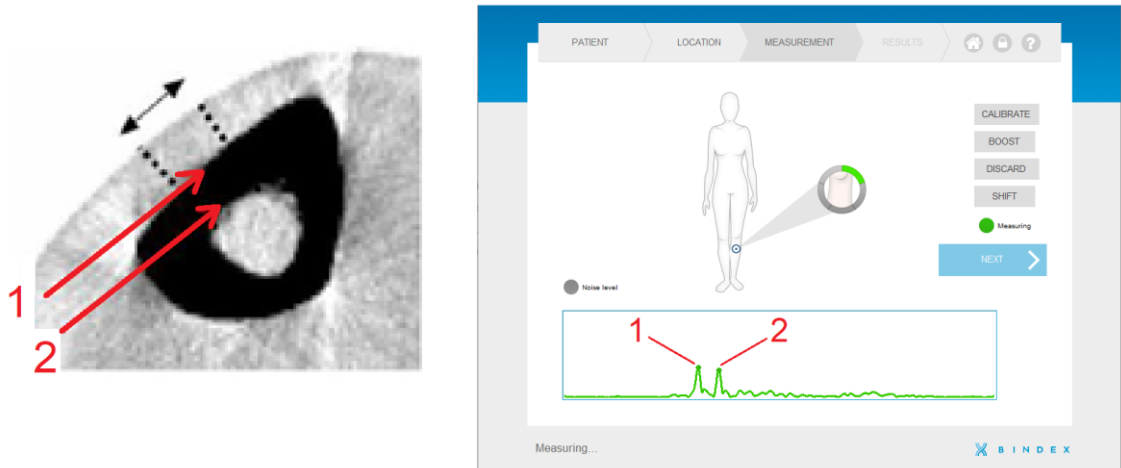 1
2
PATIENT
LOCATION
MEASUREMENT
RESULTS
?
CALIBRATE
BOOST
DISCARD
SHIFT
Measuring
NEXT
Noise level
1
2
Measuring...
BINDEX